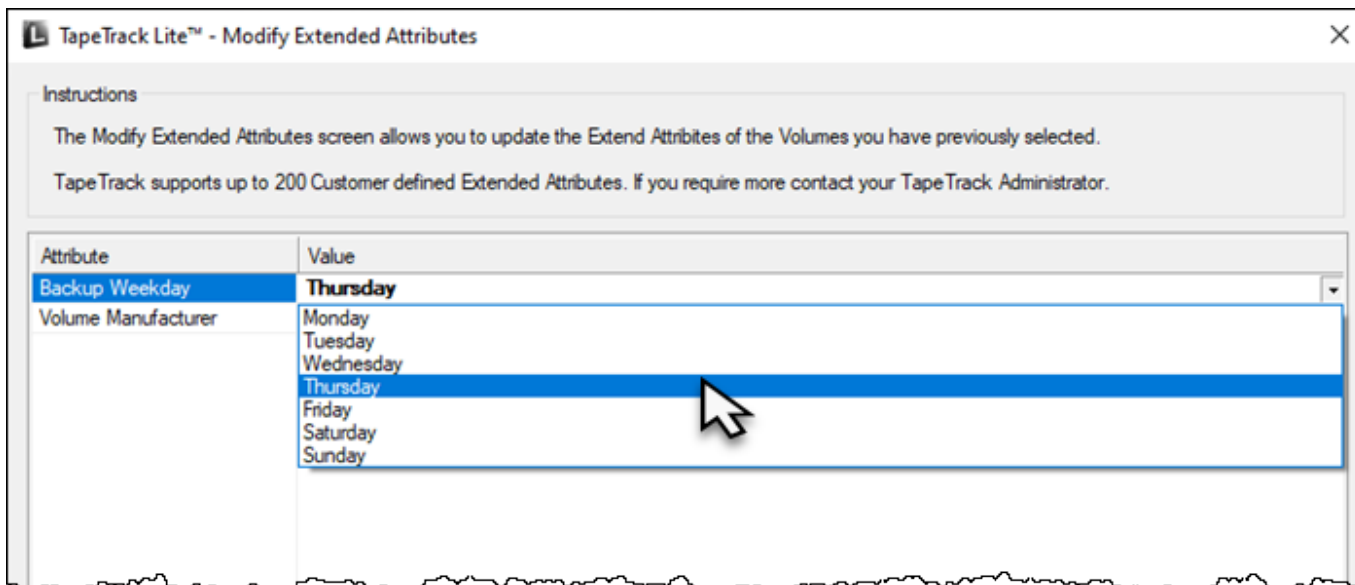 TapeTrack Lite™ - Modify Extended Attributes
Instructions
The Modify Extended Attributes screen allows you to update the Extend Attribites of the Volumes you have previously selected.
TapeTrack supports up to 200 Customer defined Extended Attributes. If you require more contact your TapeTrack Administrator.
Attribute Value
Backup Weekday Thursday
Volume Manufacturer
Monday
Tuesday
Wednesday
Thursday
Friday
Saturday
Sunday